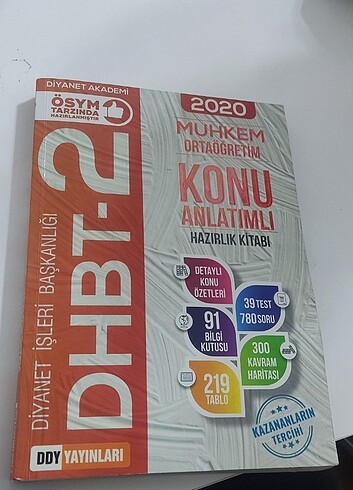 DİYANET AKADEMİ
ÖSYM
TARZINDA
HAZIRLANMIŞTIR
DİYANET İŞLERİ BAŞKANLIĞI
DHBT-2
DDY YAYINLARI
2020
MUHKEM
ORTAÖĞRETİM
KONU
ANLATIMLI
HAZIRLIK KİTABI
DETAYLI
KONU
ÖZETLERİ
39 TEST
780 SORU
91
BİLGİ
KUTUSU
300
KAVRAM
HARİTASI
219
TABLO
KAZANANLARIN
TERCİHİ